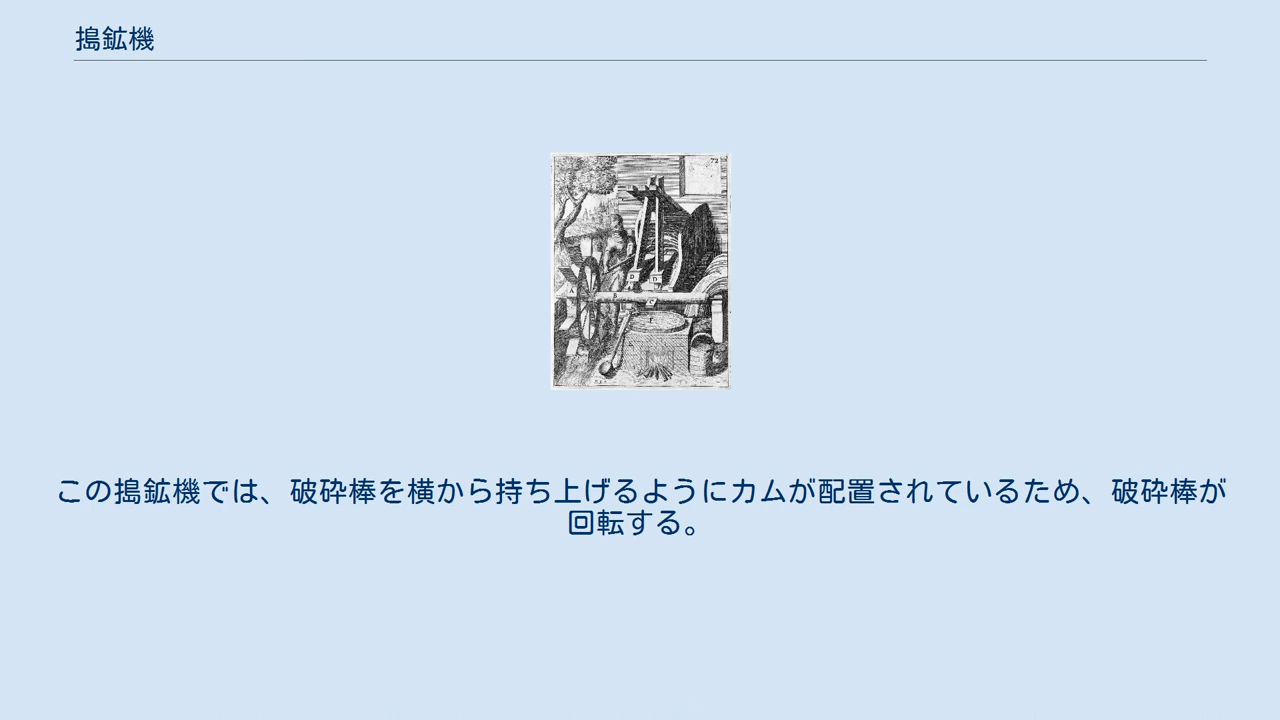 搗鉱機
この搗鉱機では、破砕棒を横から持ち上げるようにカムが配置されているため、破砕棒が
回転する。